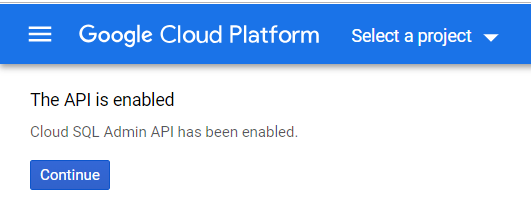 Google Cloud Platform Select a project
The API is enabled
Cloud SQL Admin API has been enabled.
Continue